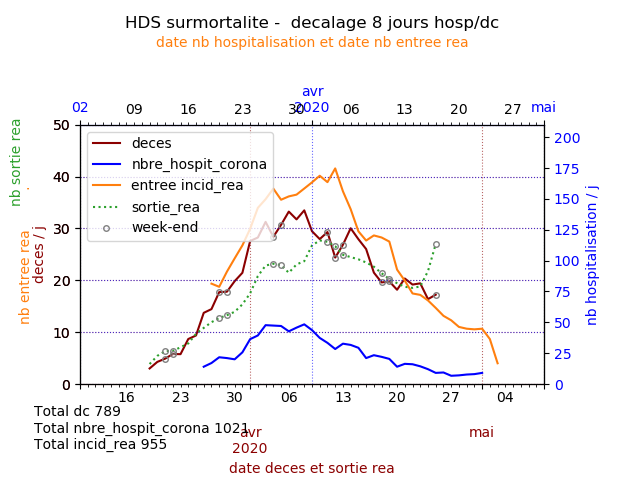 HDS surmortalite -  decalage 8 jours hosp/dc
date nb hospitalisation et date nb entree rea
avr
02 09 16 23 30 2020 06 13 20 27 mai
nb sortie rea
.
nb entree rea
deces / j
50
40
30
20
10
0
deces
nbre_hospit_corona
entree incid_rea
sortie_rea
week-end
200
175
150
125
100
75
50
25
0
nb hospitalisation / j
16 23 30 06 13 20 27 04
Total dc 789
Total nbre_hospit_corona 1021
Total incid_rea 955
avr
2020
mai
date deces et sortie rea